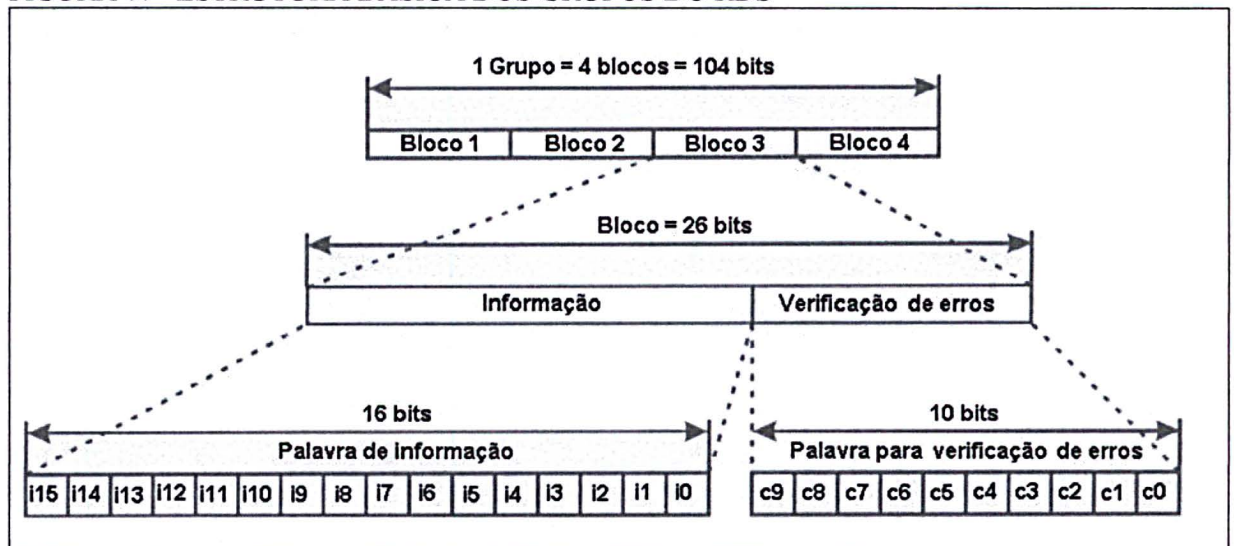 1 Grupo = 4 blocos = 104 bits
Bloco 1 Bloco 2 Bloco 3 Bloco 4
Bloco = 26 bits
Informação Verificação de erros
16 bits 10 bits
Palavra de informação Palavra para verificação de erros
i15 i14 i13 i12 i11 i10 i9 i8 i7 i6 i5 i4 i3 i2 i1 i0 c9 c8 c7 c6 c5 c4 c3 c2 c1 c0